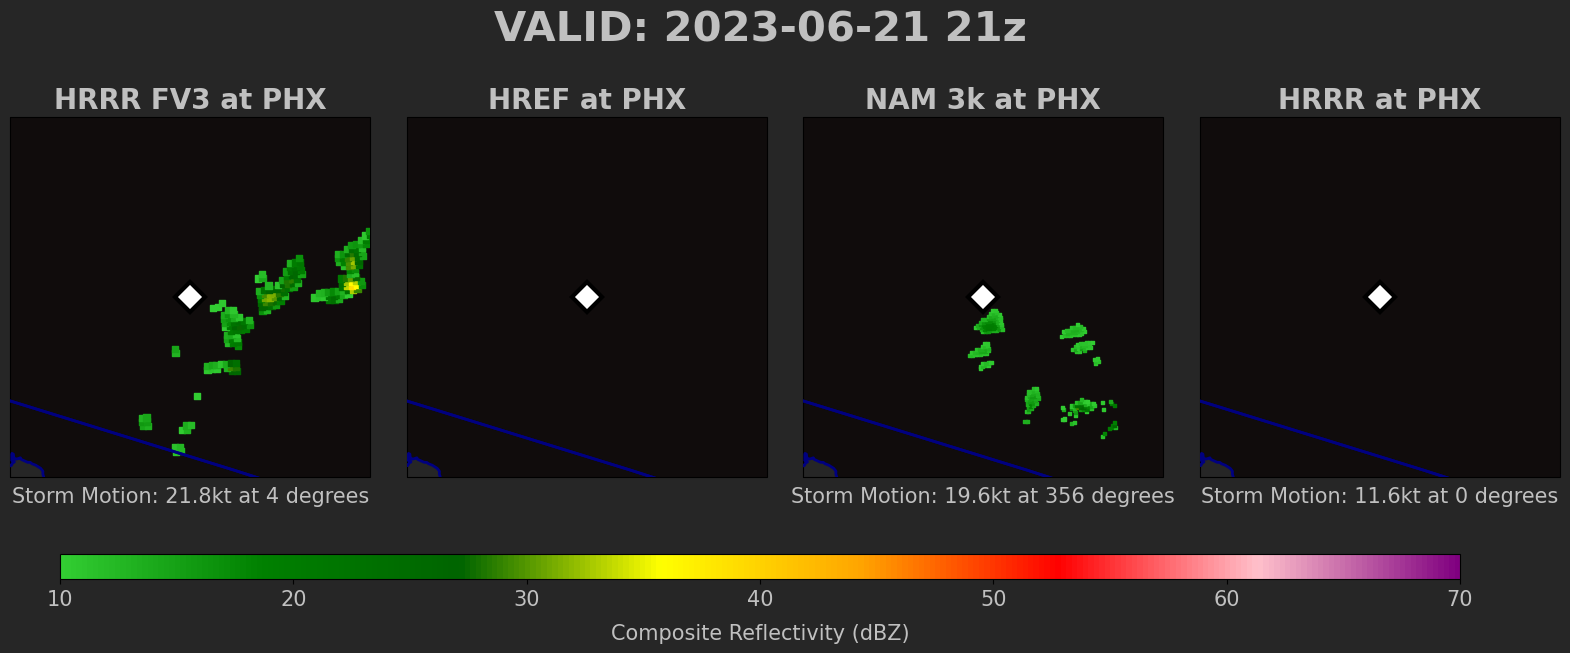 VALID: 2023-06-21 21z
HRRR FV3 at PHX
HREF at PHX
NAM 3k at PHX
HRRR at PHX
Storm Motion: 21.8kt at 4 degrees
Storm Motion: 19.6kt at 356 degrees
Storm Motion: 11.6kt at 0 degrees
10 20 30 40 50 60 70
Composite Reflectivity (dBZ)